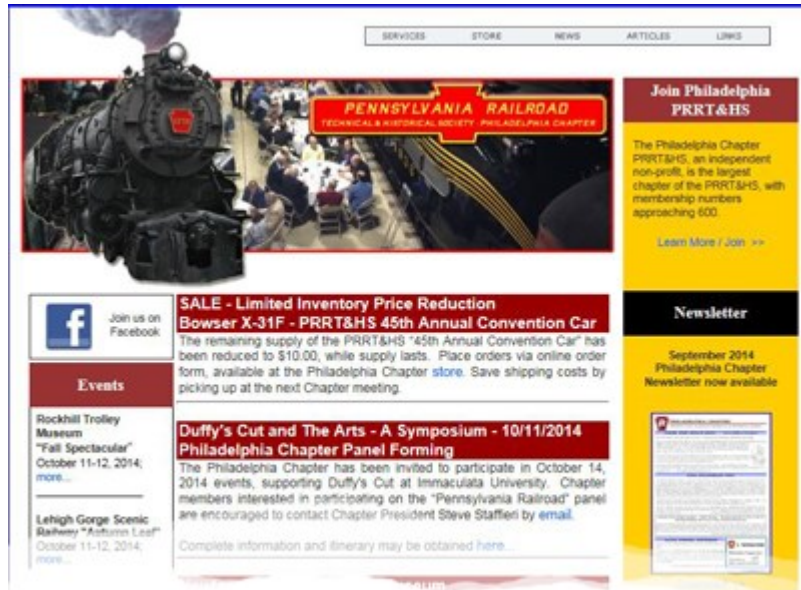 SERVICES STORE NEWS ARTICLES LINKS
PENNSYLVANIA RAILROAD
TECHNICAL & HISTORICAL SOCIETY PHILADELPHIA CHAPTER
Join us on
Facebook
Events
Rockhill Trolley
Museum
"Fall Spectacular"
October 11-12, 2014;
more...
Lehigh Gorge Scenic
Railway "Autumn Leaf"
October 11-12, 2014;
more...
SALE - Limited Inventory Price Reduction
Bowser X-31F - PRRT&HS 45th Annual Convention Car
The remaining supply of the PRRT&HS "45th Annual Convention Car" has
been reduced to $10.00, while supply lasts. Place orders via online order
form, available at the Philadelphia Chapter store. Save shipping costs by
picking up at the next Chapter meeting.
Duffy's Cut and The Arts - A Symposium - 10/11/2014
Philadelphia Chapter Panel Forming
The Philadelphia Chapter has been invited to participate in October 14,
2014 events, supporting Duffy's Cut at Immaculata University. Chapter
members interested in participating on the "Pennsylvania Railroad" panel
are encouraged to contact Chapter President Steve Staffieri by email.
Complete information and itinerary may be obtained here...
Join Philadelphia
PRRT&HS
The Philadelphia Chapter
PRRT&HS, an independent
non-profit, is the largest
chapter of the PRRT&HS, with
membership numbers
approaching 600.
Learn More / Join >>
Newsletter
September 2014
Philadelphia Chapter
Newsletter now available